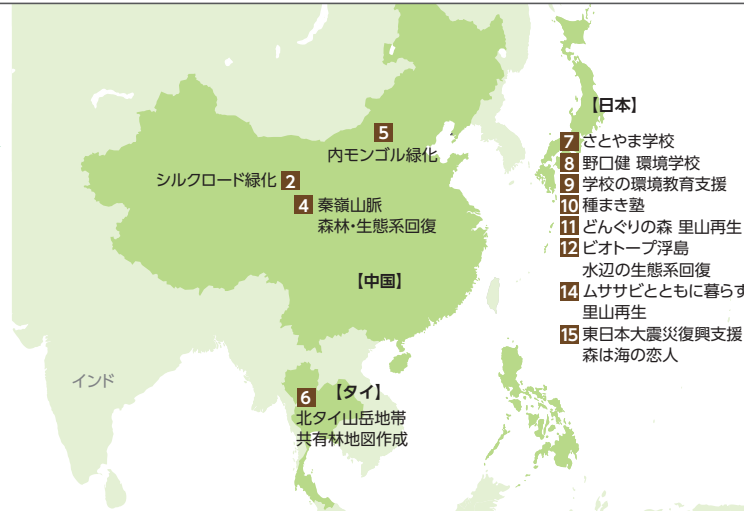 5
内モンゴル緑化
シルクロード緑化 2
4 秦嶺山脈
森林・生態系回復
【中国】
インド
6 【タイ】
北タイ山岳地帯
共有林地図作成
【日本】
7 さとやま学校
8 野口健 環境学校
9 学校の環境教育支援
10 種まき塾
11 どんぐりの森 里山再生
12 ビオトープ浮島
水辺の生態系回復
14 ムササビとともに暮らす
里山再生
15 東日本大震災復興支援
森は海の恋人